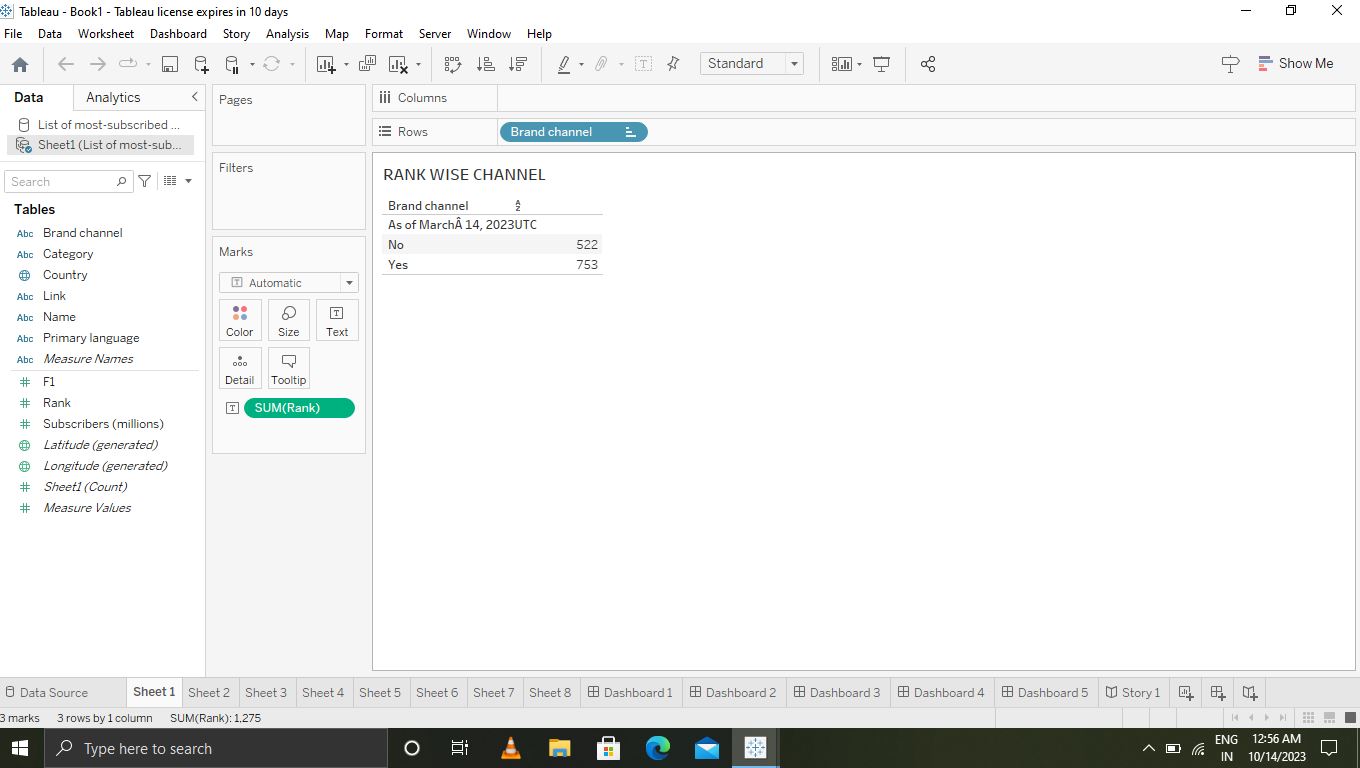 Tableau - Book1 - Tableau license expires in 10 days
File Data Worksheet Dashboard Story Analysis Map Format Server Window Help
Standard
Show Me
Data Analytics
List of most-subscribed ...
Sheet1 (List of most-sub...
Search
Tables
Abc Brand channel
Abc Category
Country
Abc Link
Abc Name
Abc Primary language
Abc Measure Names
F1
Rank
Subscribers (millions)
Latitude (generated)
Longitude (generated)
Sheet1 (Count)
Measure Values
Pages
Filters
Marks
Automatic
Color Size Text
Detail Tooltip
SUM(Rank)
Columns
Rows Brand channel
RANK WISE CHANNEL
Brand channel
As of MarchÂ 14, 2023UTC
No 522
Yes 753
Data Source Sheet 1 Sheet 2 Sheet 3 Sheet 4 Sheet 5 Sheet 6 Sheet 7 Sheet 8 Dashboard 1 Dashboard 2 Dashboard 3 Dashboard 4 Dashboard 5 Story 1
3 marks 3 rows by 1 column SUM(Rank): 1,275
Type here to search
ENG 12:56 AM
IN 10/14/2023